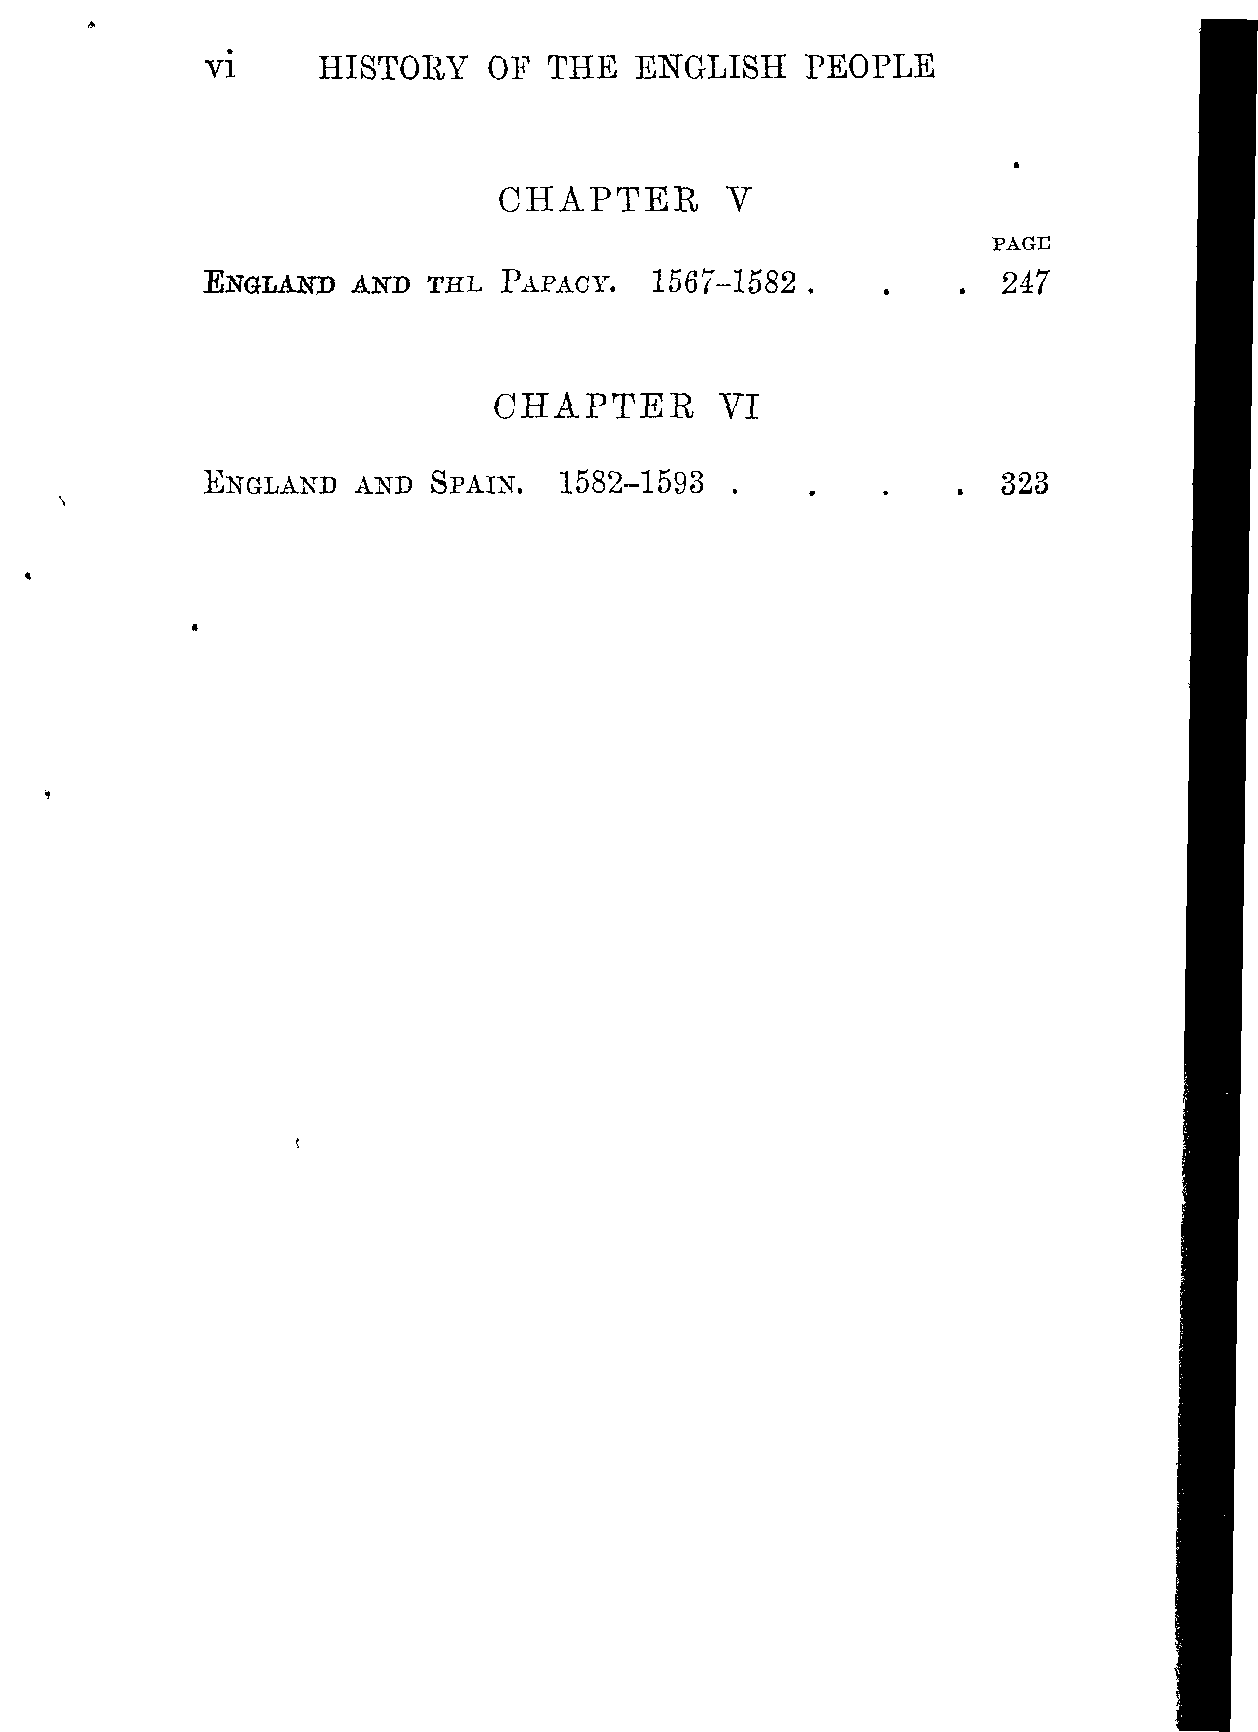 vi HISTORY OF THE ENGLISH PEOPLE
CHAPTER V
PAGE
ENGLAND AND THE PAPACY. 1567–1582 . . . 247
CHAPTER VI
ENGLAND AND SPAIN. 1582–1593 . . . . 323